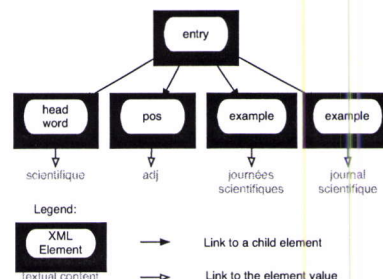 entry
head
word
pos
example
example
scientifique
adj
journées
scientifiques
journal
scientifique
Legend:
XML
Element
Link to a child element
Textual content
Link to the element value